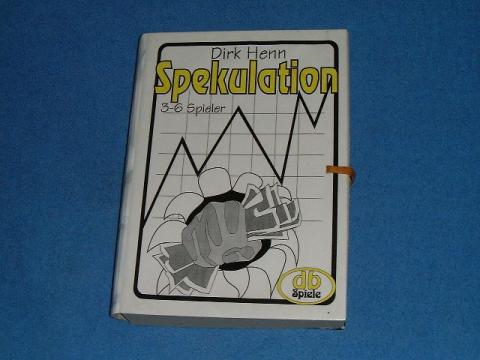 Dirk Henn
Spekulation
3-6 Spieler
db
Spiele